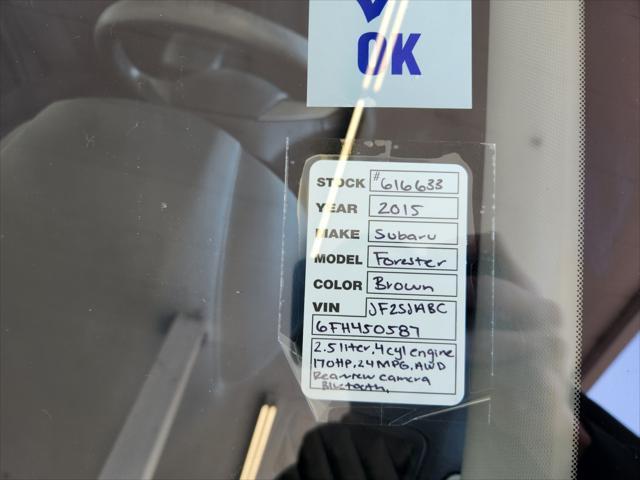 OK
STOCK #616633
YEAR 2015
MAKE Subaru
MODEL Forester
COLOR Brown
VIN JF2SJABC
6FH450587
2.5 liter, 4 cyl engine
170HP, 24MPG, AWD
Rearview camera
Bluetooth,